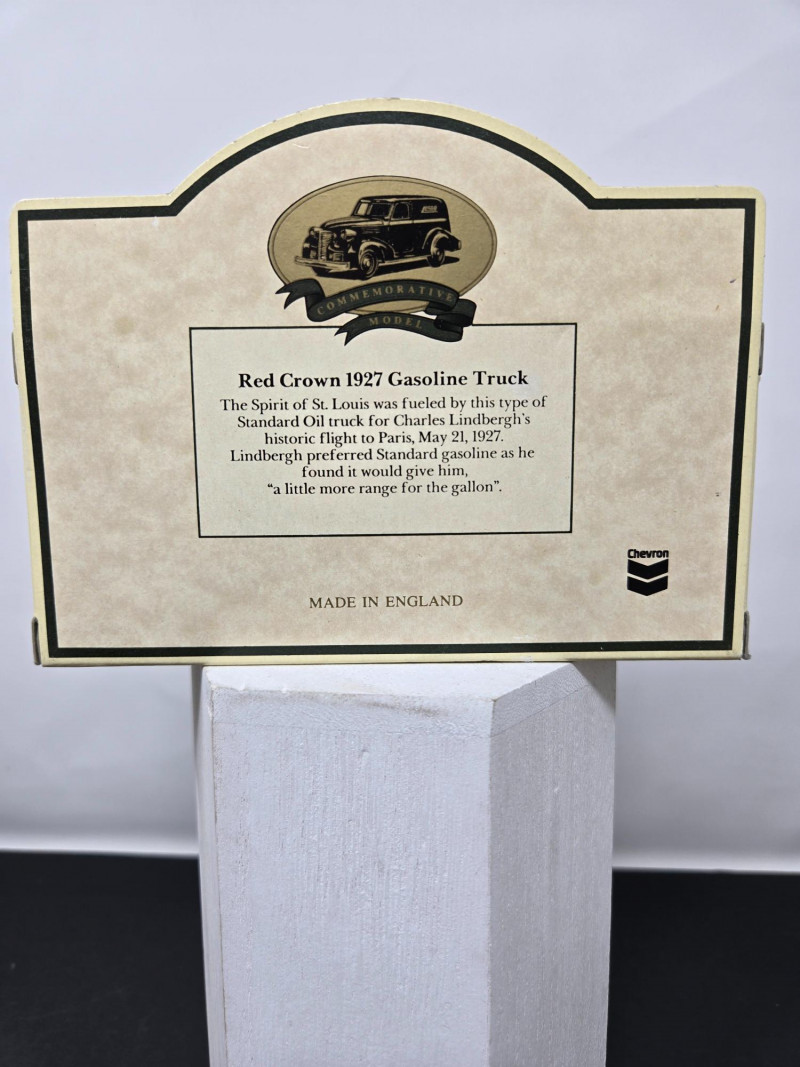 COMMEMORATIVE
MODEL
Red Crown 1927 Gasoline Truck
The Spirit of St. Louis was fueled by this type of
Standard Oil truck for Charles Lindbergh's
historic flight to Paris, May 21, 1927.
Lindbergh preferred Standard gasoline as he
found it would give him,
“a little more range for the gallon”.
Chevron
MADE IN ENGLAND